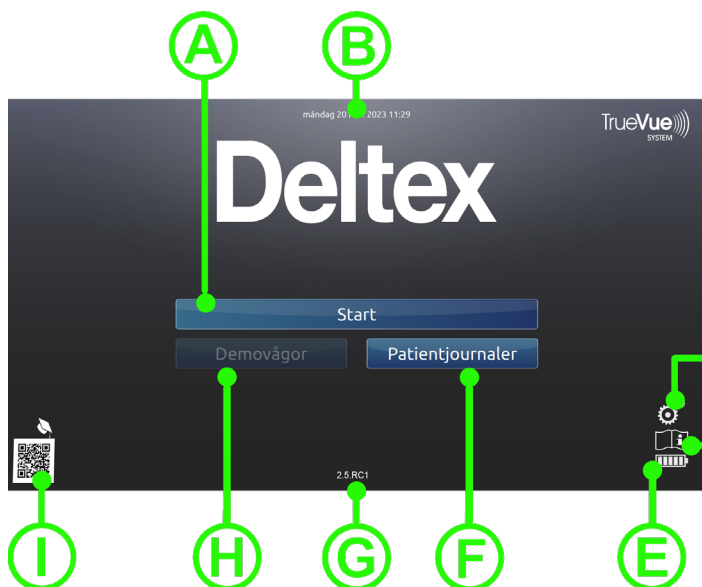 A
B
måndag 20 2023 11:29
TrueVue
SYSTEM
Deltex
Start
Demovågor
Patientjournaler
2.5.RC1
I
H
G
F
E